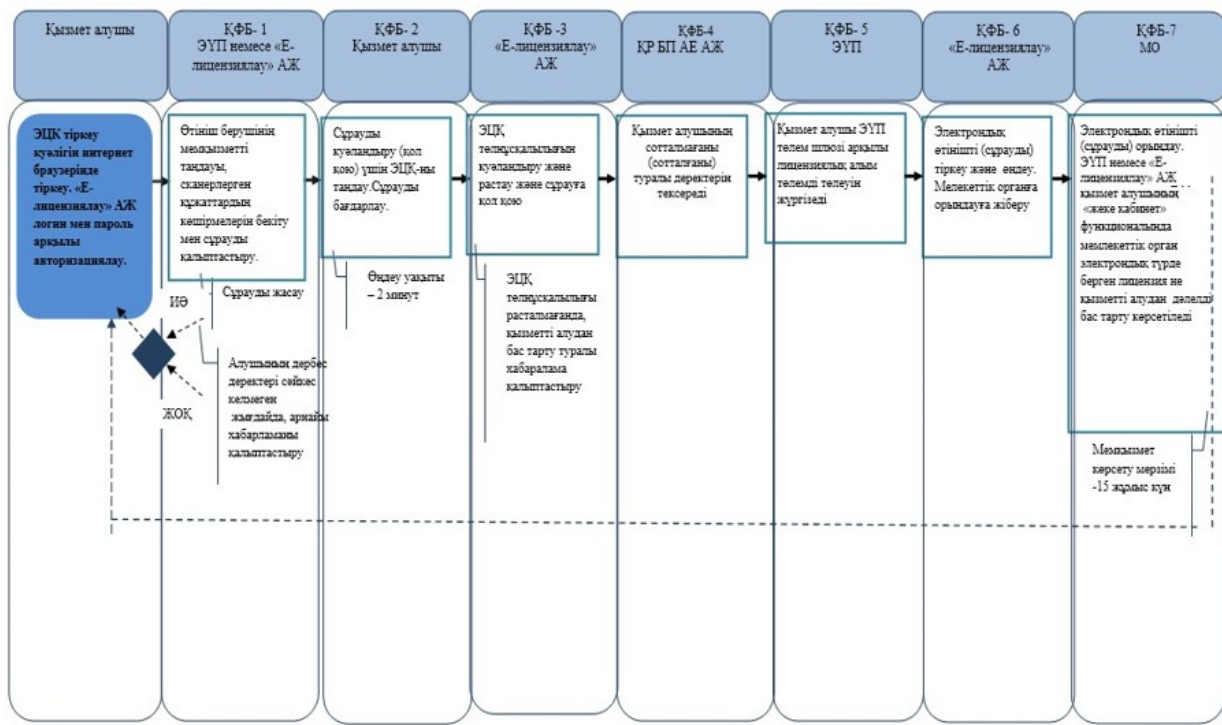 Қызмет алушы
ҚФБ- 1
ЭҮП немесе «Е-
лицензиялау» АЖ
ҚФБ- 2
Қызмет алушы
ҚФБ -3
«Е-лицензиялау»
АЖ
ҚФБ-4
ҚР БП АЕ АЖ
ҚФБ- 5
ЭҮП
ҚФБ- 6
«Е-лицензиялау»
АЖ
ҚФБ-7
МО
ЭЦК тіркеу
куәлігін интернет
браузерінде
тіркеу. «Е-
лицензиялау» АЖ
логин мен пароль
арқылы
авторизациялау.
Өтініш берушінің
мемқызметті
таңдауы,
сканерлерген
құжаттардың
көшірмелерін бекіту
мен сұрауды
қалыптастыру.
Сұрауды
куәландыру (қол
қою) үшін ЭЦҚ-ны
таңдау.Сұрауды
бағдарлау.
ЭЦҚ
төлнұсқалылығын
куәландыру және
растау және сұрауға
қол қою
Қызмет алушының
сотталмағаны
(сотталғаны)
туралы деректерін
тексереді
Қызмет алушы ЭҮП
төлем шлюзі арқылы
лицензиялық алым
төлемді төлеуін
жүргізеді
Электрондық
өтінішті (сұрауды)
тіркеу және өңдеу.
Мелекеттік органға
орындауға жіберу
Электрондық өтінішті
(сұрауды) орындау.
ЭҮП немесе «Е-
лицензиялау» АЖ
қызмет алушының
«жеке кабинет»
функционалында
мемлекеттік орган
электрондық түрде
берген лицензия не
қызметті алудан дәлелді
бас тарту көрсетіледі
ИӘ
Сұрауды жасау
Өңдеу уақыты
– 2 минут
ЭЦҚ
төлнұсқалылығы
расталмағанда,
қызметті алудан
бас тарту туралы
хабаралама
қалыптастыру
Алушының дербес
деректері сәйкес
келмеген
жығдайда, арнайы
хабарламаны
қалыптастыру
ЖОҚ
Мемқызмет
көрсету мерзімі
-15 жұмыс күн